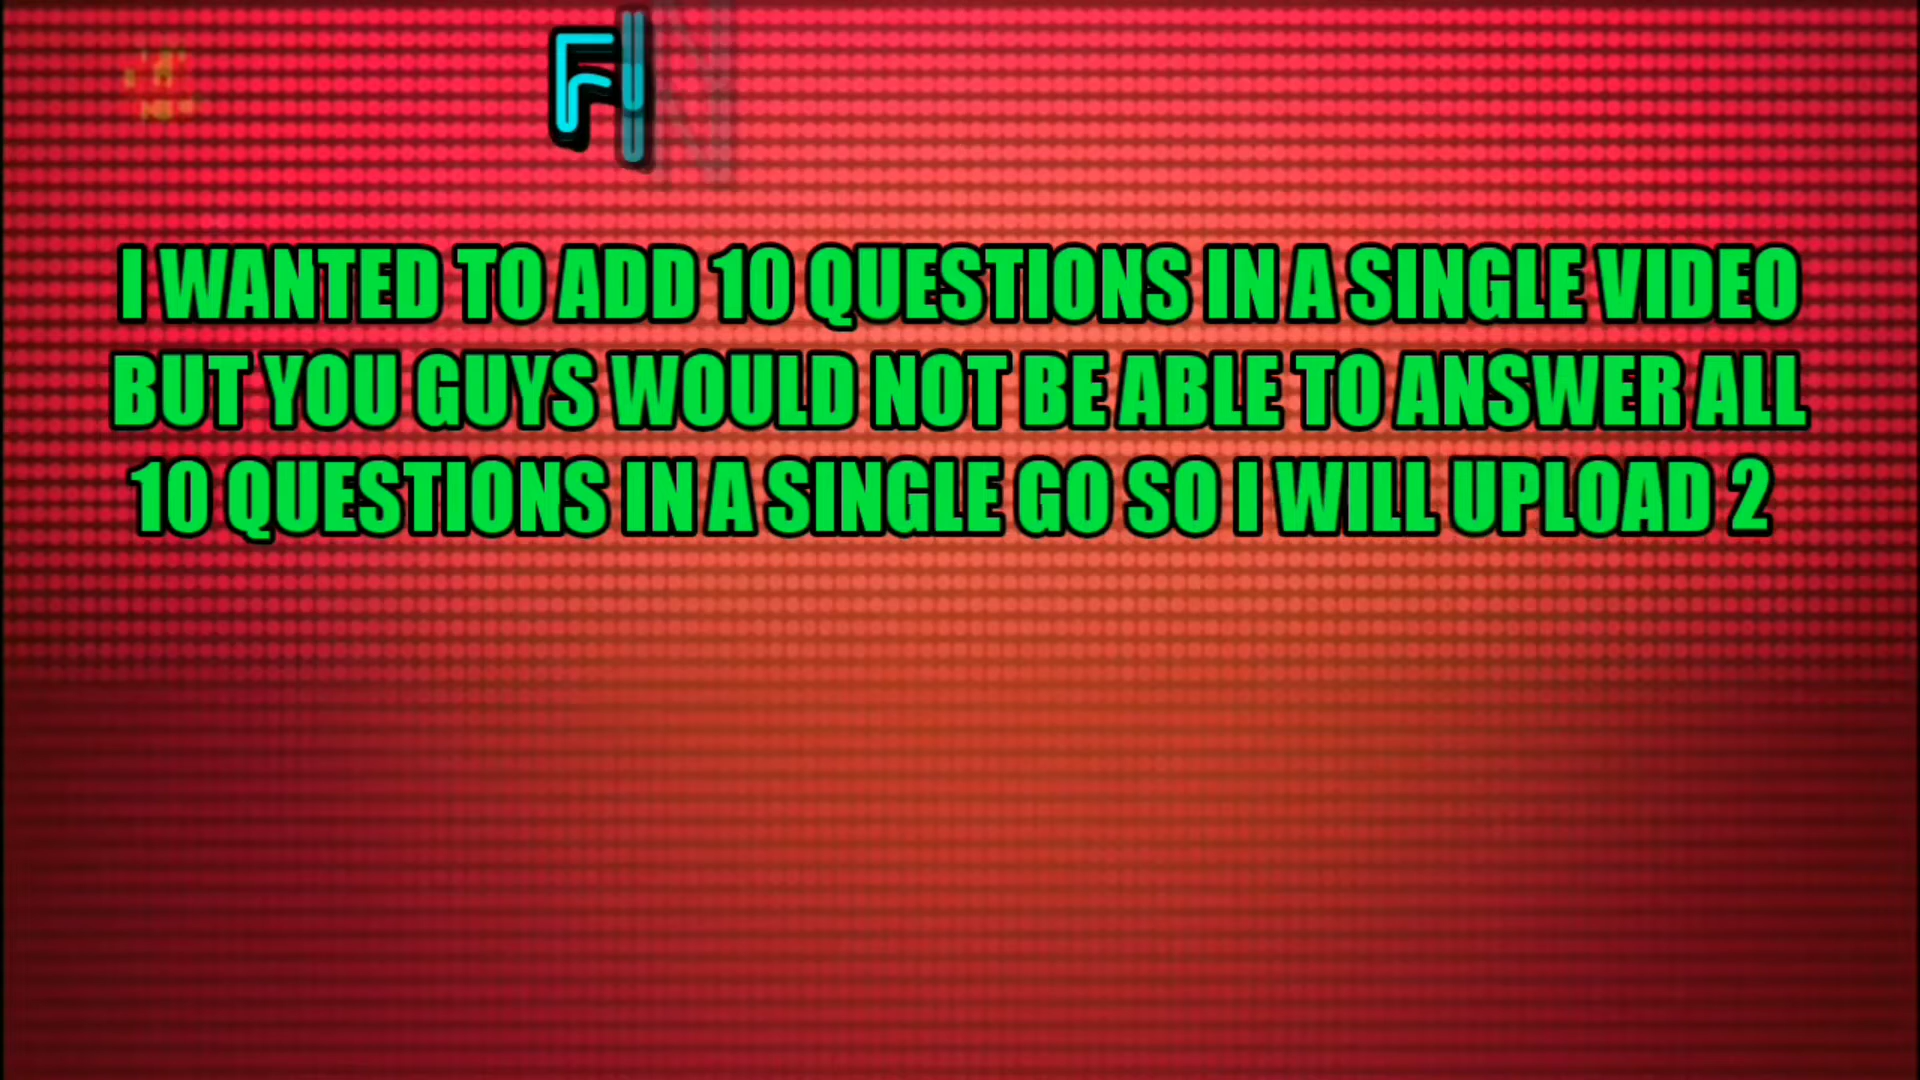 FIN
I WANTED TO ADD 10 QUESTIONS IN A SINGLE VIDEO
BUT YOU GUYS WOULD NOT BE ABLE TO ANSWER ALL
10 QUESTIONS IN A SINGLE GO SO I WILL UPLOAD 2